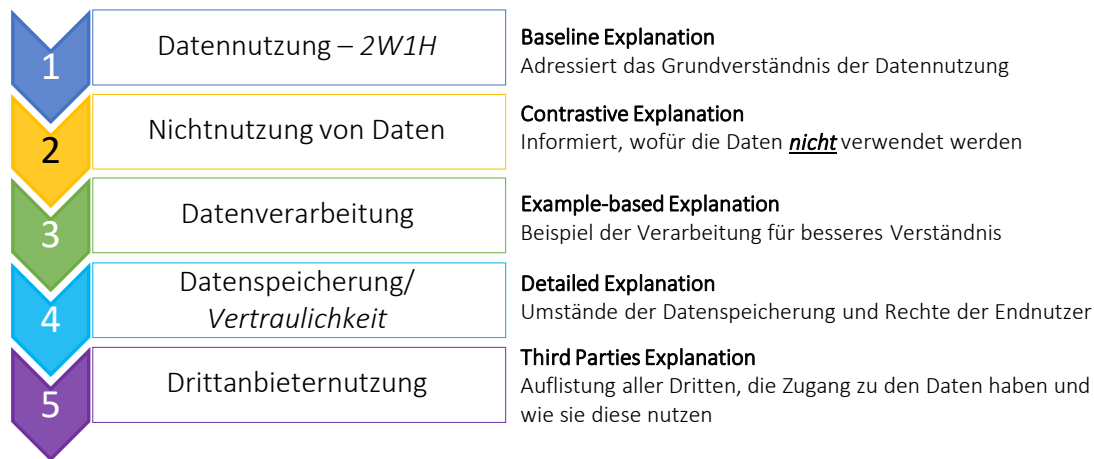 1
Datennutzung – 2W1H
Baseline Explanation
Adressiert das Grundverständnis der Datennutzung
2
Nichtnutzung von Daten
Contrastive Explanation
Informiert, wofür die Daten nicht verwendet werden
3
Datenverarbeitung
Example-based Explanation
Beispiel der Verarbeitung für besseres Verständnis
4
Datenspeicherung/
Vertraulichkeit
Detailed Explanation
Umstände der Datenspeicherung und Rechte der Endnutzer
5
Drittanbieternutzung
Third Parties Explanation
Auflistung aller Dritten, die Zugang zu den Daten haben und
wie sie diese nutzen